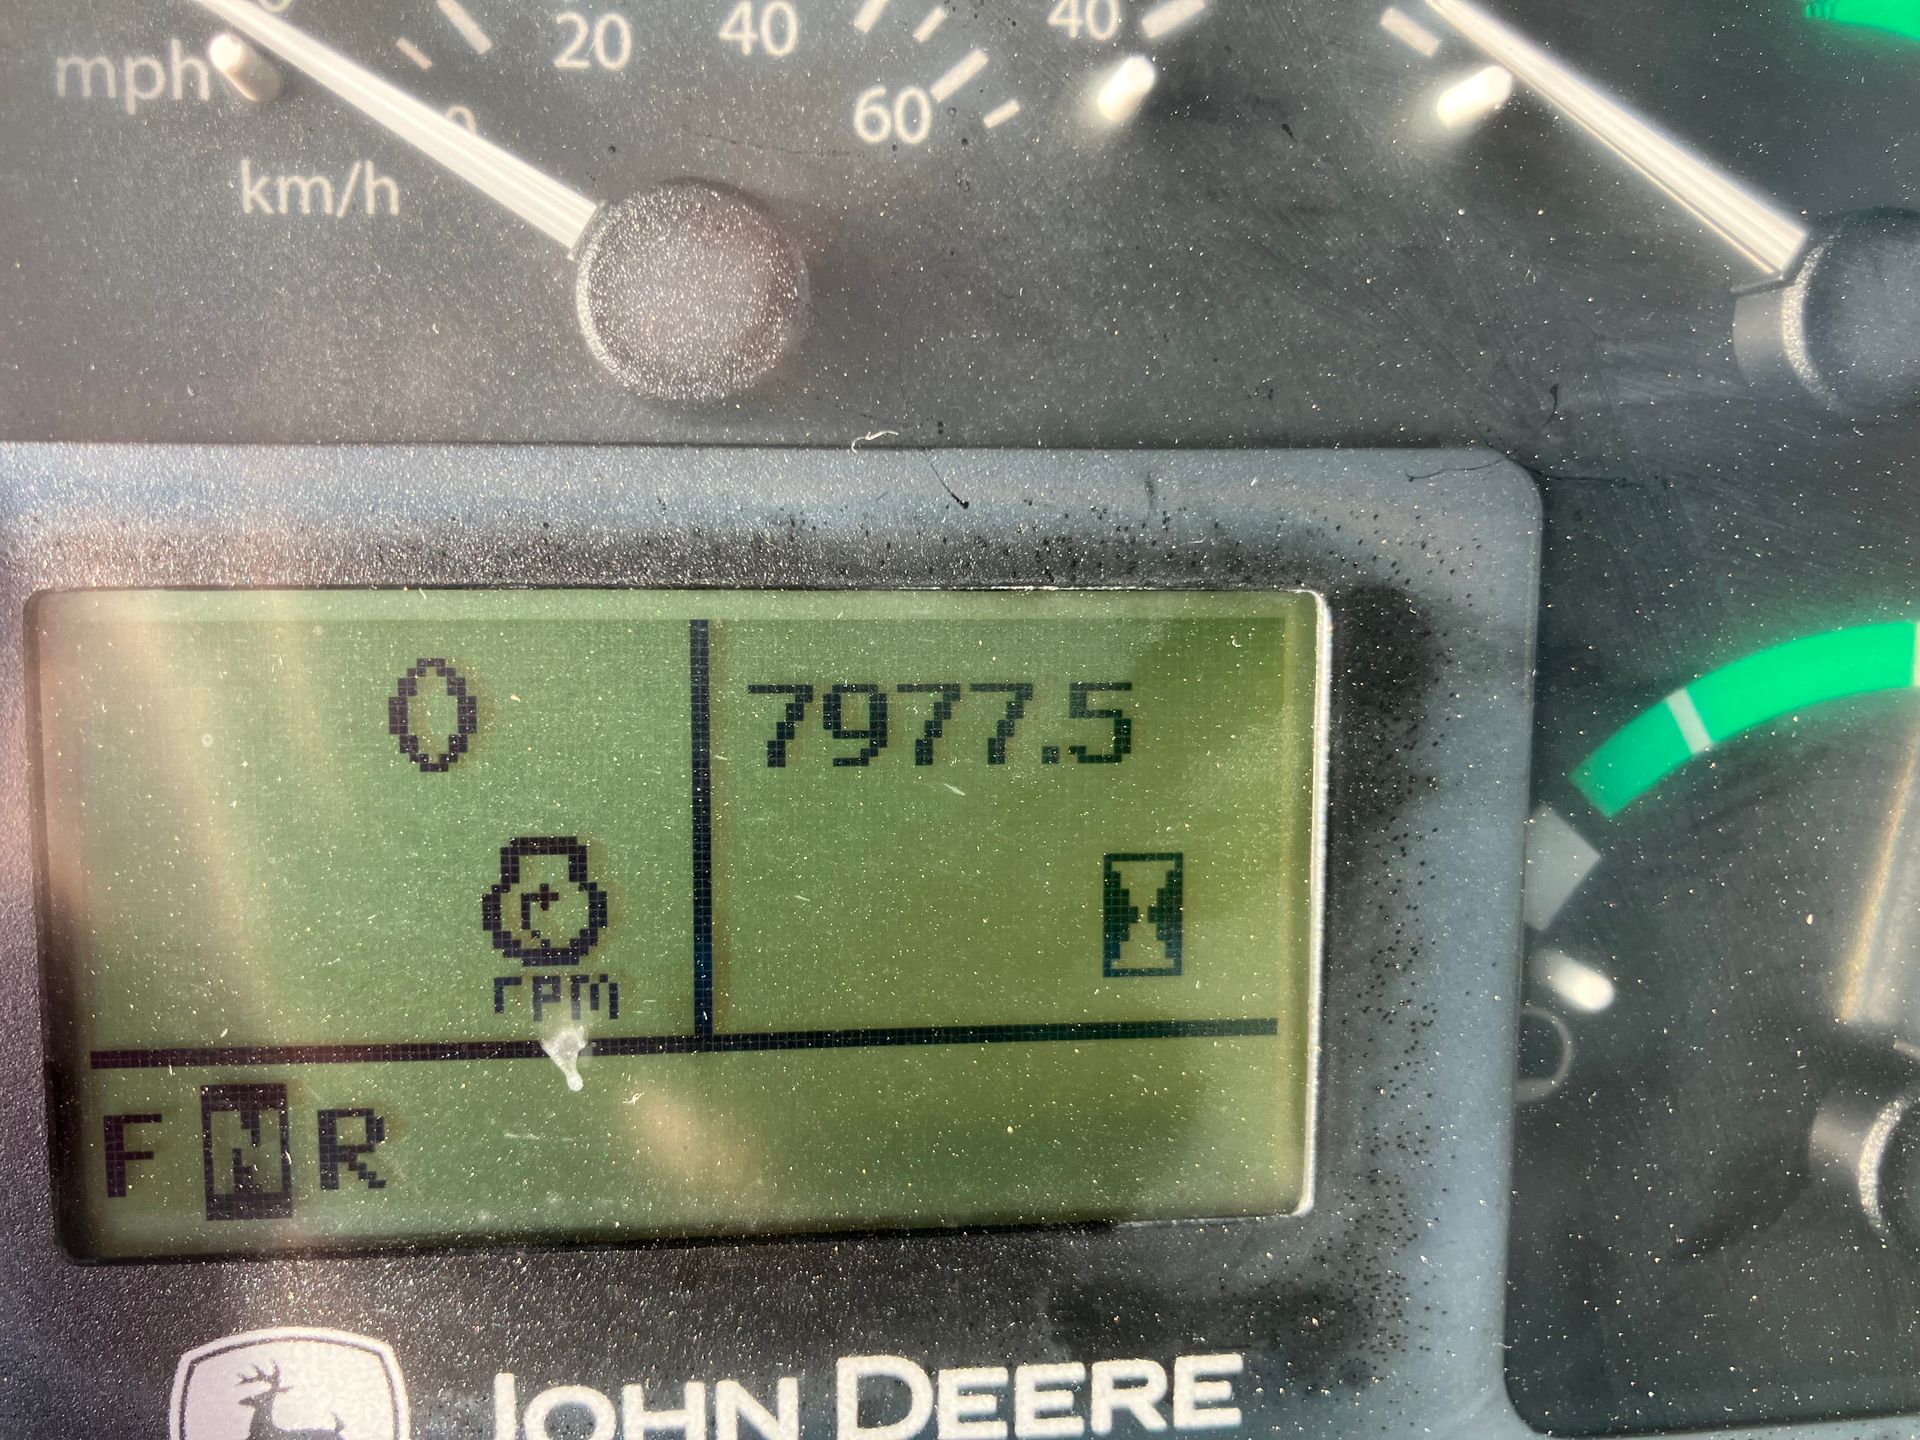 20 40 40
mph 60
km/h
0 7977.5
rpm
F N R
JOHN DEERE